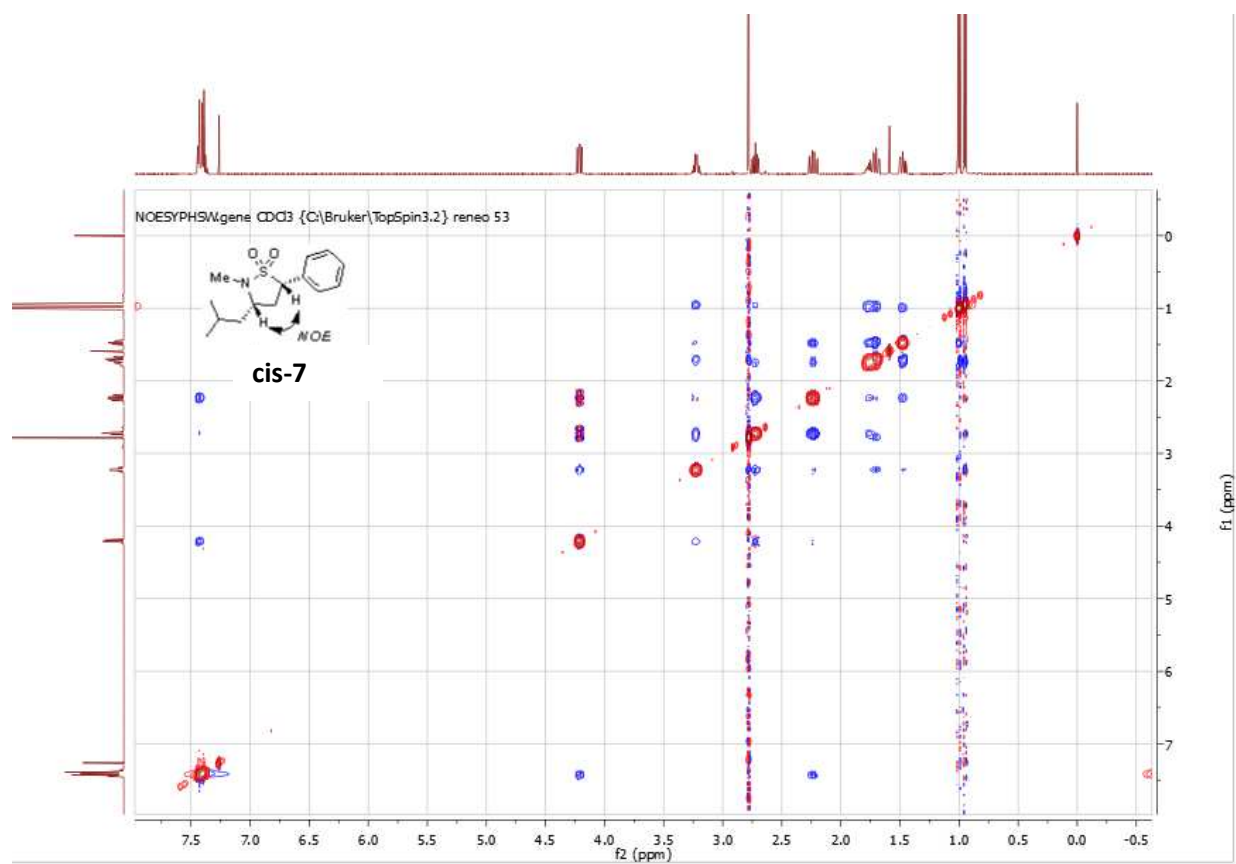 NOESYPHSW.gene CDCl3 {C:\Bruker\TopSpin3.2} reneo 53
O O
Me N S
H
H
NOE
cis-7
0
1
2
3
4
5
6
7
f1 (ppm)
7.5 7.0 6.5 6.0 5.5 5.0 4.5 4.0 3.5 3.0 2.5 2.0 1.5 1.0 0.5 0.0 -0.5
f2 (ppm)